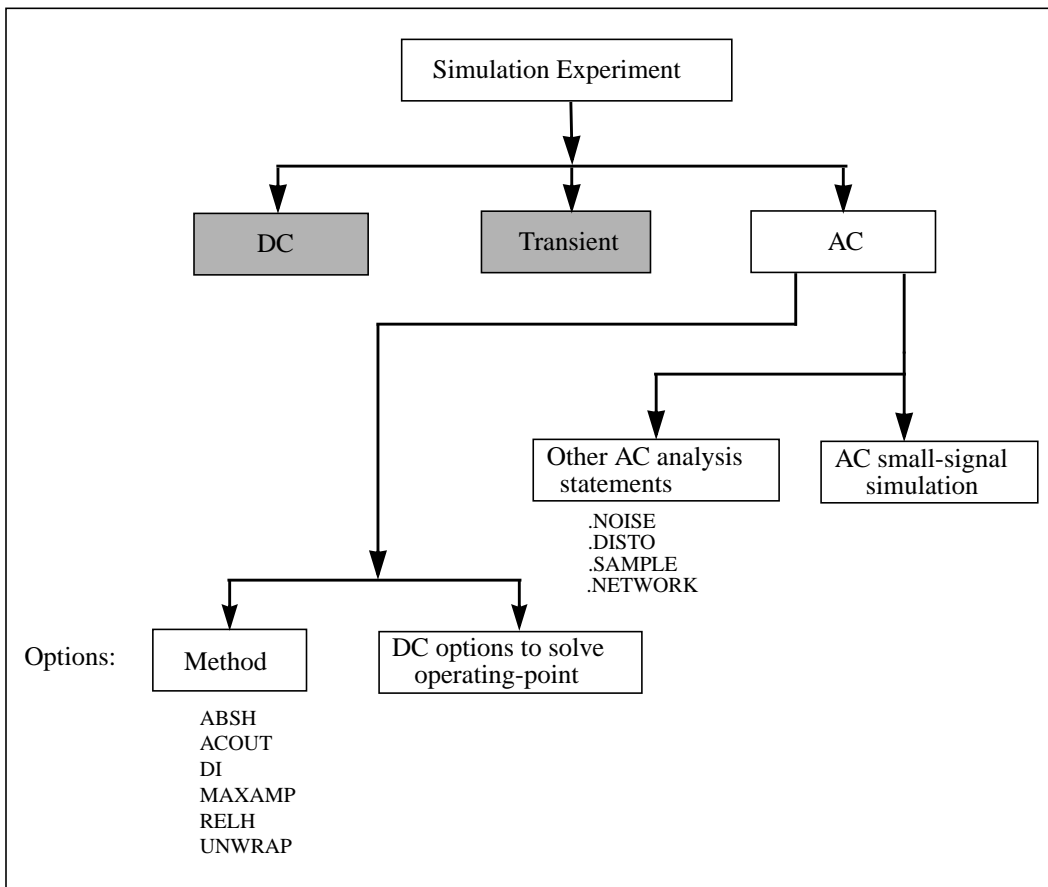 Simulation Experiment
DC
Transient
AC
Other AC analysis
statements
AC small-signal
simulation
.NOISE
.DISTO
.SAMPLE
.NETWORK
Options:
Method
DC options to solve
operating-point
ABSH
ACOUT
DI
MAXAMP
RELH
UNWRAP